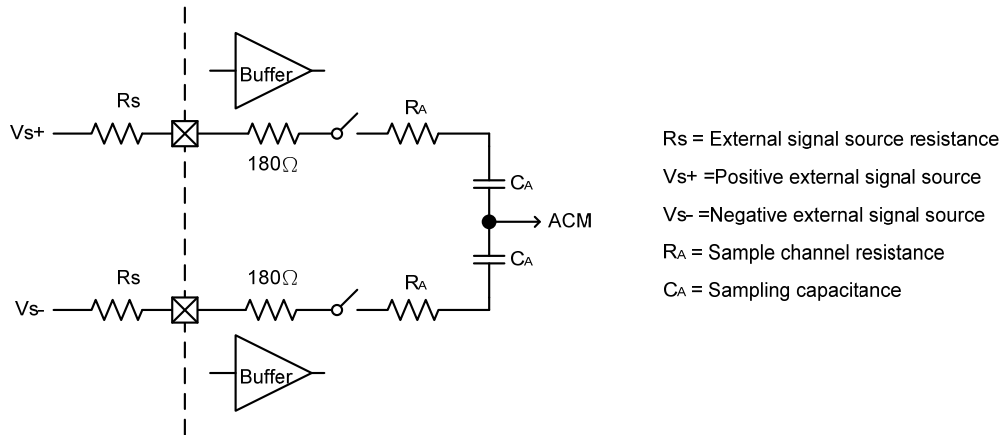 Buffer
Rs
RA
Vs+
180Ω
CA
ACM
CA
Rs
180Ω
RA
Vs-
Buffer
Rs = External signal source resistance
Vs+ =Positive external signal source
Vs- =Negative external signal source
RA = Sample channel resistance
CA = Sampling capacitance